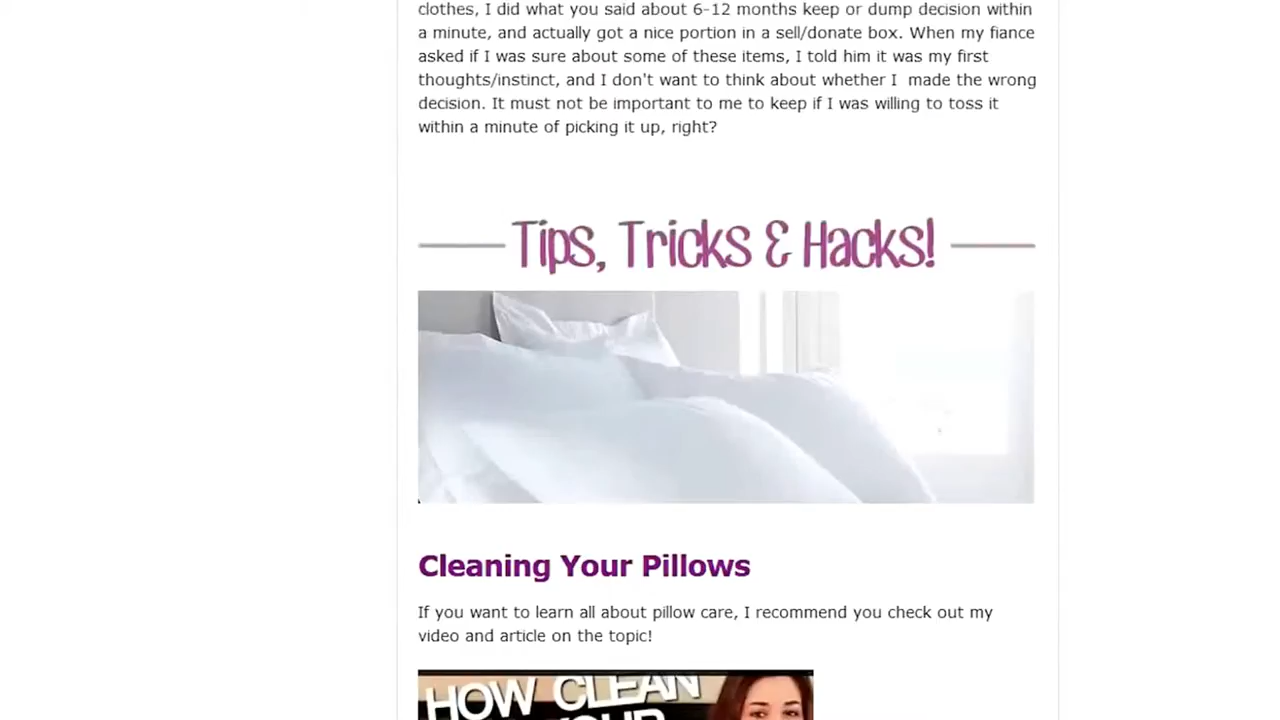 clothes, I did what you said about 6-12 months keep or dump decision within
a minute, and actually got a nice portion in a sell/donate box. When my fiance
asked if I was sure about some of these items, I told him it was my first
thoughts/instinct, and I don't want to think about whether I  made the wrong
decision. It must not be important to me to keep if I was willing to toss it
within a minute of picking it up, right?
Tips, Tricks & Hacks!
Cleaning Your Pillows
If you want to learn all about pillow care, I recommend you check out my
video and article on the topic!
HOW CLEAN
YOUR